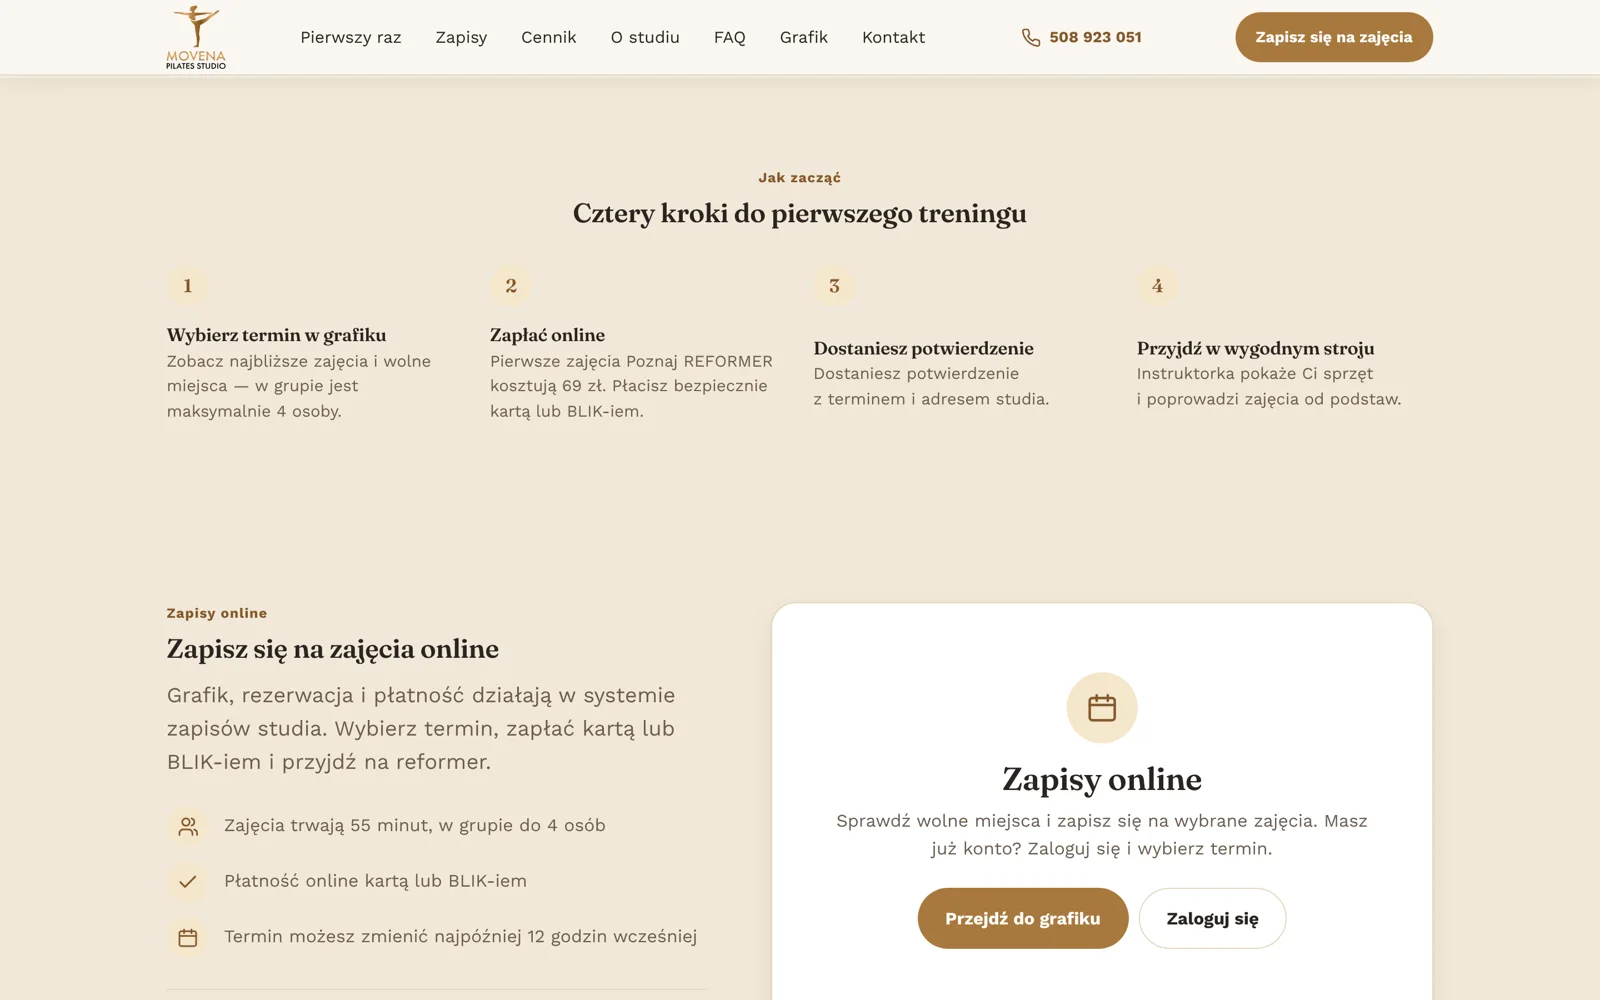 MOVENA
PILATES STUDIO
Pierwszy raz
Zapisy
Cennik
O studiu
FAQ
Grafik
Kontakt
508 923 051
Zapisz się na zajęcia
Jak zacząć
Cztery kroki do pierwszego treningu
1
Wybierz termin w grafiku
Zobacz najbliższe zajęcia i wolne
miejsca — w grupie jest
maksymalnie 4 osoby.
2
Zapłać online
Pierwsze zajęcia Poznaj REFORMER
kosztują 69 zł. Płacisz bezpiecznie
kartą lub BLIK-iem.
3
Dostaniesz potwierdzenie
Dostaniesz potwierdzenie
z terminem i adresem studia.
4
Przyjdź w wygodnym stroju
Instruktorka pokaże Ci sprzęt
i poprowadzi zajęcia od podstaw.
Zapisy online
Zapisz się na zajęcia online
Grafik, rezerwacja i płatność działają w systemie
zapisów studia. Wybierz termin, zapłać kartą lub
BLIK-iem i przyjdź na reformer.
Zajęcia trwają 55 minut, w grupie do 4 osób
Płatność online kartą lub BLIK-iem
Termin możesz zmienić najpóźniej 12 godzin wcześniej
Zapisy online
Sprawdź wolne miejsca i zapisz się na wybrane zajęcia. Masz
już konto? Zaloguj się i wybierz termin.
Przejdź do grafiku
Zaloguj się